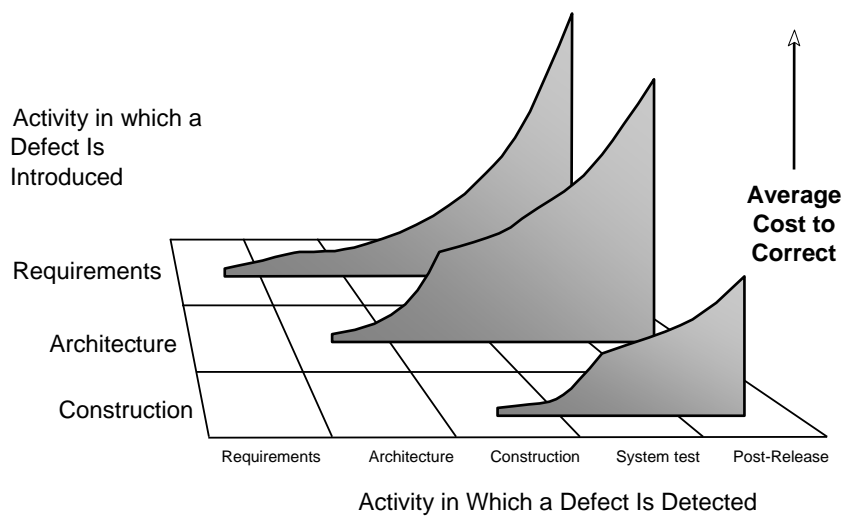 Activity in which a
Defect Is
Introduced
Average
Cost to
Correct
Requirements
Architecture
Construction
Requirements
Architecture
Construction
System test
Post-Release
Activity in Which a Defect Is Detected